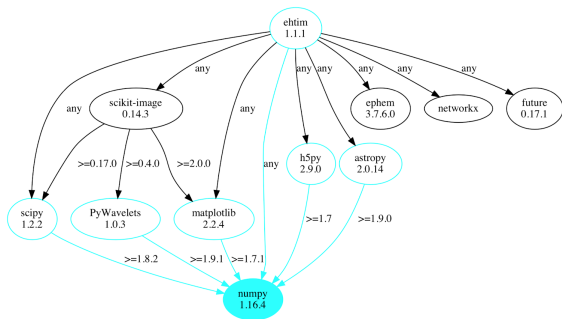 ehtim
1.1.1
any
any
any
any
any
any
any
any
any
scikit-image
0.14.3
ephem
3.7.6.0
networkx
future
0.17.1
>=0.17.0
>=0.4.0
>=2.0.0
h5py
2.9.0
astropy
2.0.14
scipy
1.2.2
PyWavelets
1.0.3
matplotlib
2.2.4
>=1.8.2
>=1.9.1
>=1.7.1
>=1.7
>=1.9.0
numpy
1.16.4